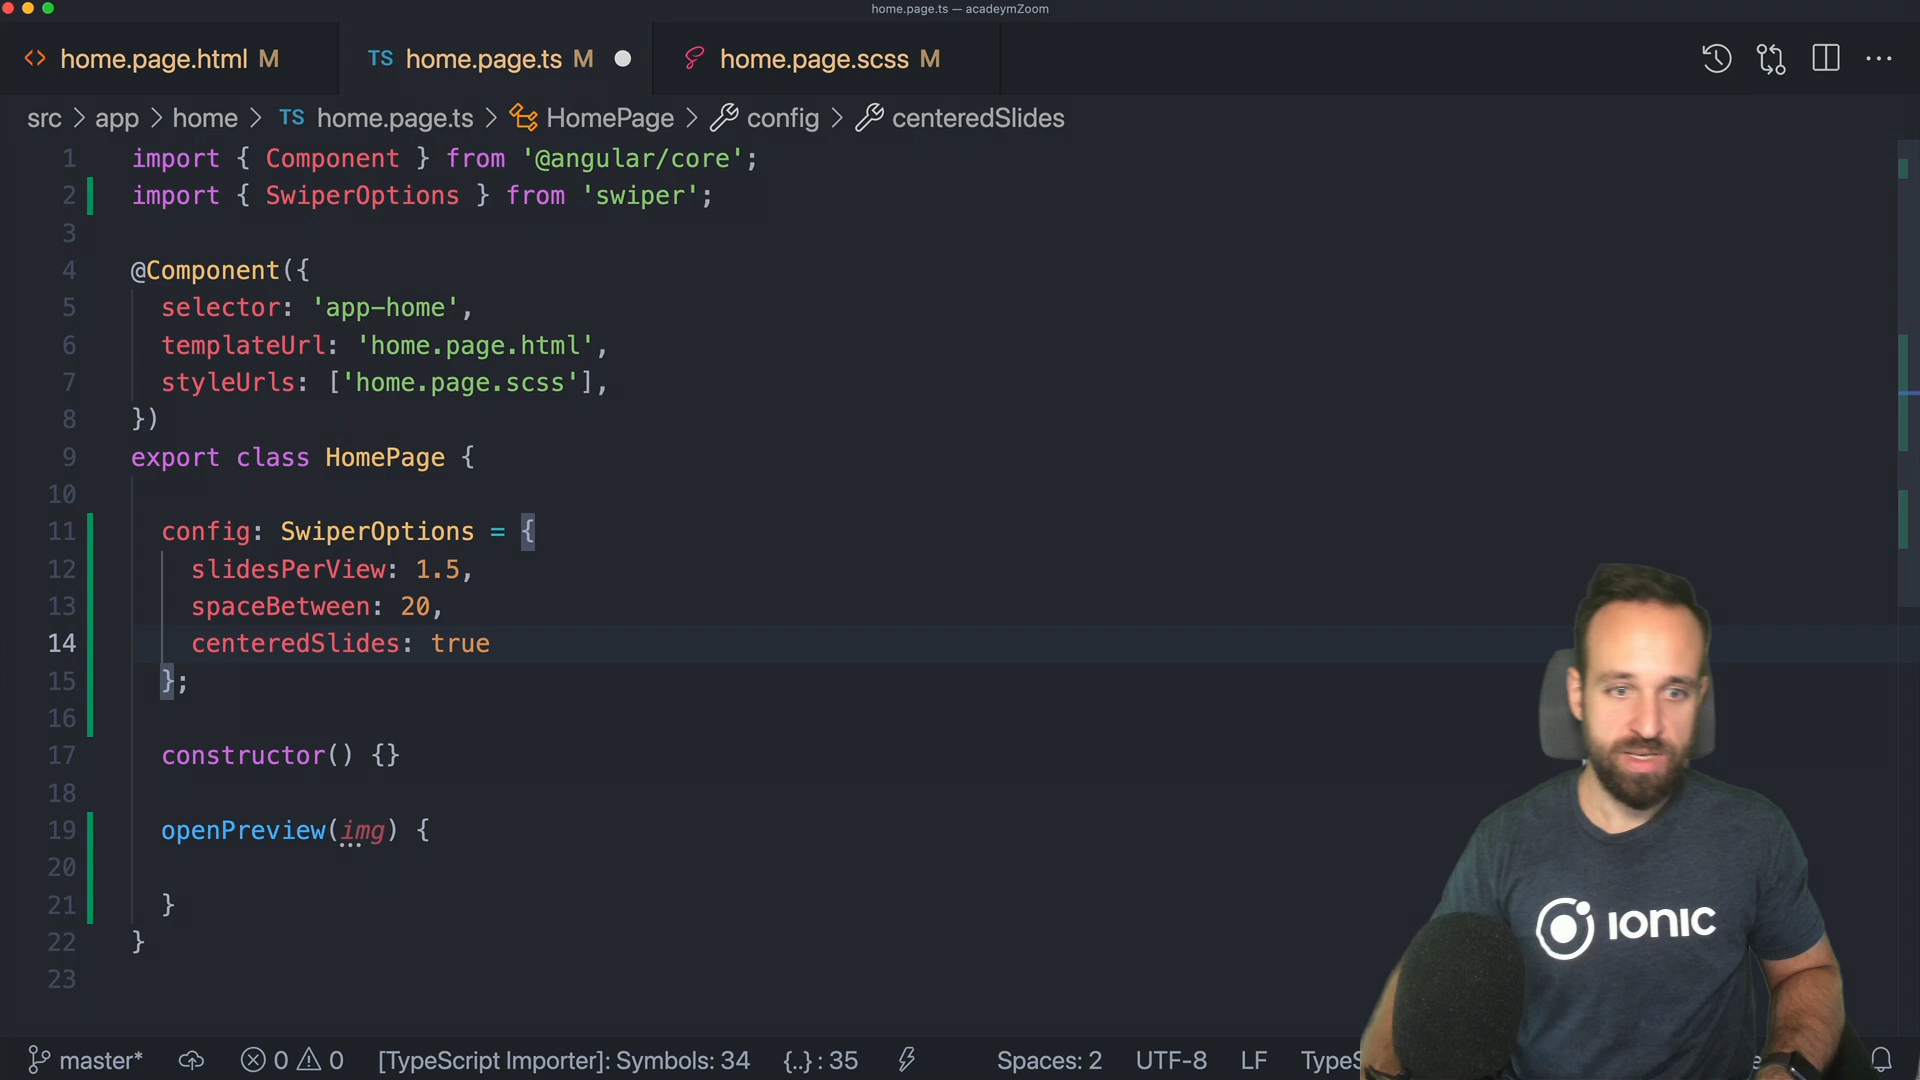 home.page.ts — acadeymZoom
home.page.html M
TS home.page.ts M
home.page.scss M
src > app > home > TS home.page.ts > HomePage > config > centeredSlides
1 import { Component } from '@angular/core';
2 import { SwiperOptions } from 'swiper';
3
4 @Component({
5 selector: 'app-home',
6 templateUrl: 'home.page.html',
7 styleUrls: ['home.page.scss'],
8 })
9 export class HomePage {
10
11 config: SwiperOptions = {
12 slidesPerView: 1.5,
13 spaceBetween: 20,
14 centeredSlides: true
15 };
16
17 constructor() {}
18
19 openPreview(img) {
20
21 }
22 }
23
IONIC
master* 0 0 [TypeScript Importer]: Symbols: 34 {..} : 35 Spaces: 2 UTF-8 LF